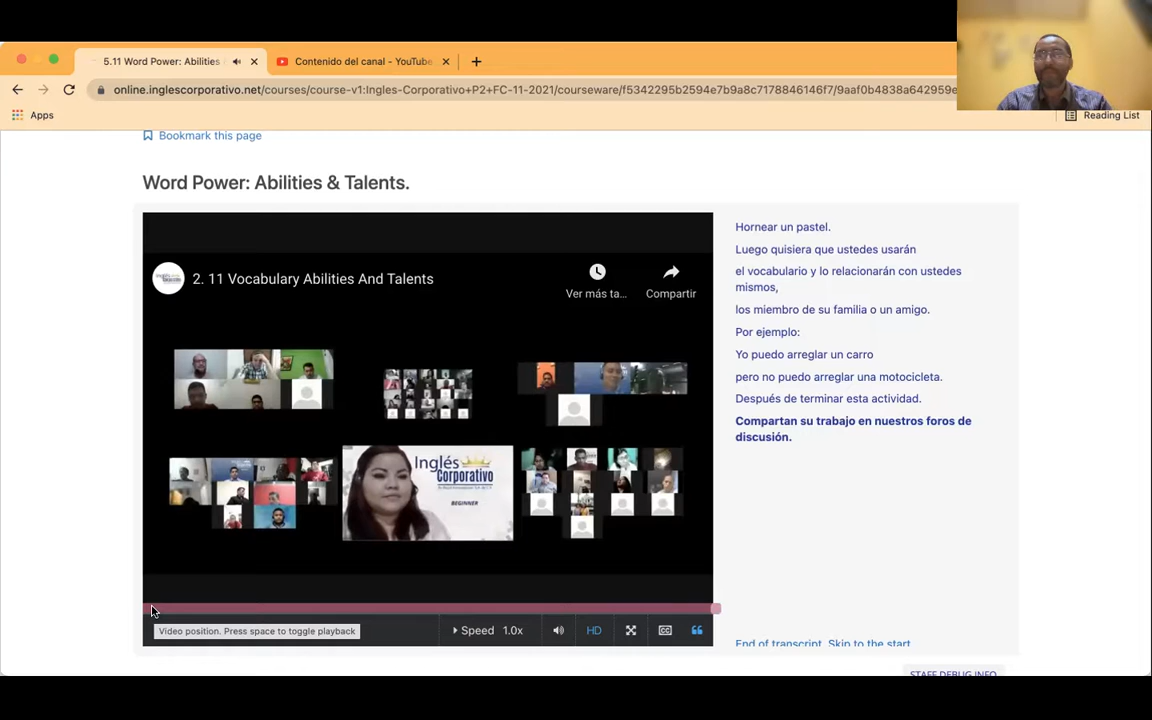 5.11 Word Power: Abilities
Contenido del canal - YouTube
online.inglescorporativo.net/courses/course-v1:Ingles-Corporativo+P2+FC-11-2021/courseware/f5342295b2594e7b9a8c7178846146f7/9aaf0b4838a642959e
Apps
Reading List
Bookmark this page
Word Power: Abilities & Talents.
2. 11 Vocabulary Abilities And Talents
Ver más ta...
Compartir
Inglés
Corporativo
BEGINNER
Video position. Press space to toggle playback
Speed 1.0x
HD
Hornear un pastel.
Luego quisiera que ustedes usarán
el vocabulario y lo relacionarán con ustedes
mismos,
los miembro de su familia o un amigo.
Por ejemplo:
Yo puedo arreglar un carro
pero no puedo arreglar una motocicleta.
Después de terminar esta actividad.
Compartan su trabajo en nuestros foros de
discusión.
End of transcript. Skip to the start.
STAFF DEBUG INFO